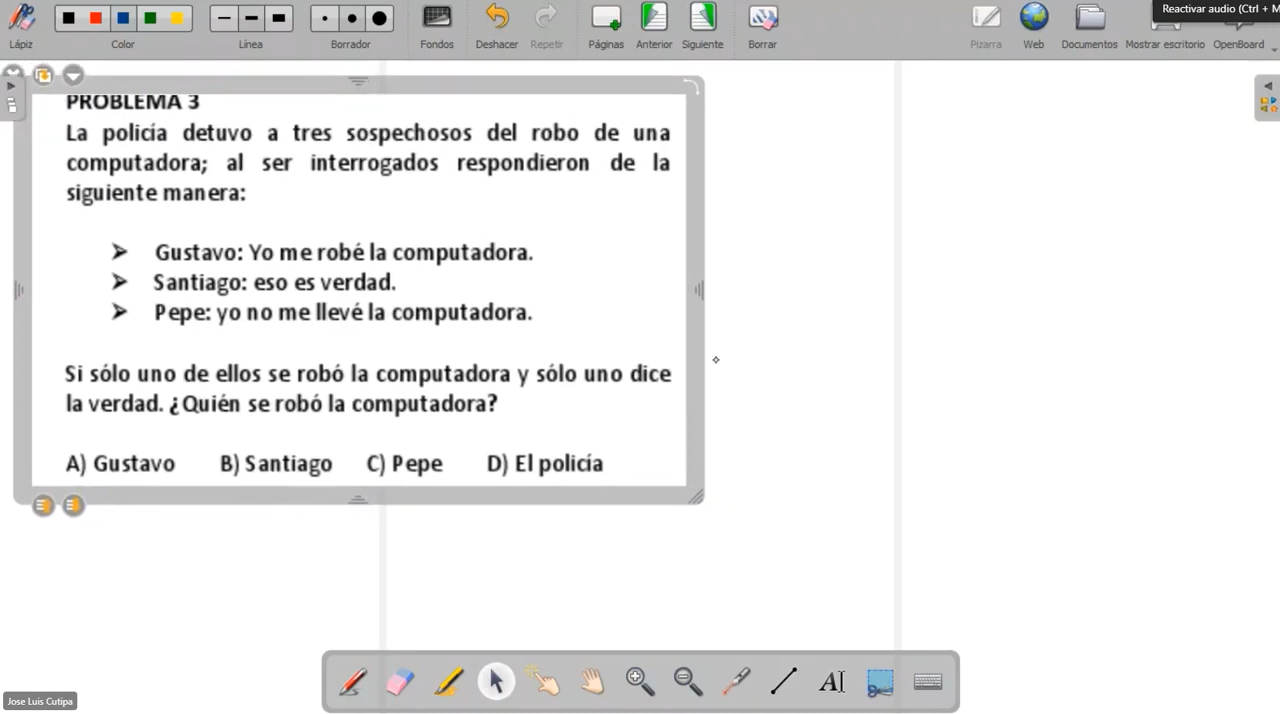 Reactivar audio (Ctrl + M
Lápiz
Color
Línea
Borrador
Fondos
Deshacer
Repetir
Páginas
Anterior
Siguiente
Borrar
Pizarra
Web
Documentos
Mostrar escritorio
OpenBoard
PROBLEMA 3
La policía detuvo a tres sospechosos del robo de una
computadora; al ser interrogados respondieron de la
siguiente manera:
➤ Gustavo: Yo me robé la computadora.
➤ Santiago: eso es verdad.
➤ Pepe: yo no me llevé la computadora.
Si sólo uno de ellos se robó la computadora y sólo uno dice
la verdad. ¿Quién se robó la computadora?
A) Gustavo B) Santiago C) Pepe D) El policía
Jose Luis Cutipa